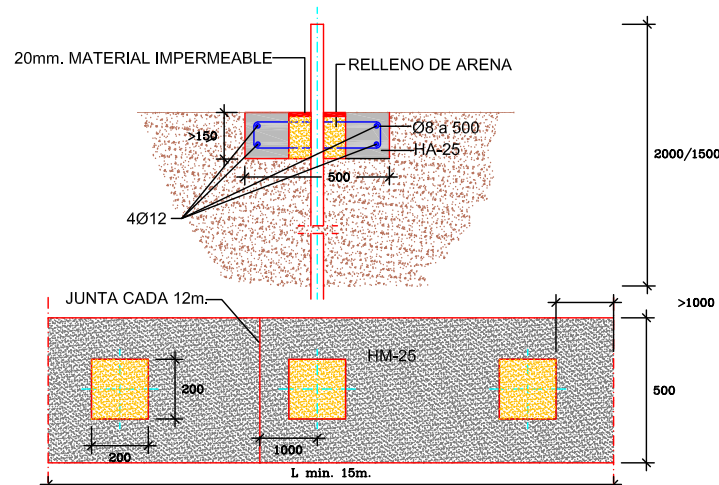 20mm. MATERIAL IMPERMEABLE
RELLENO DE ARENA
>150
Ø8 a 500
HA-25
2000/1500
500
4Ø12
JUNTA CADA 12m.
>1000
HM-25
200
500
200
1000
L min. 15m.